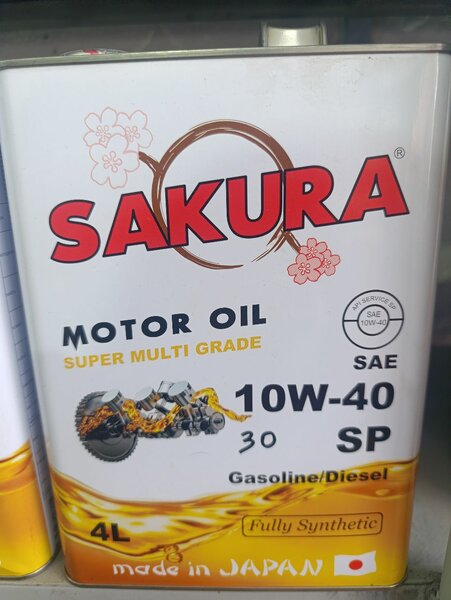 SAKURA®
MOTOR OIL
SUPER MULTI GRADE
API SERVICE SP
SAE
10W-40
SAE
10W-40
30 SP
Gasoline/Diesel
4L Fully Synthetic
made in JAPAN